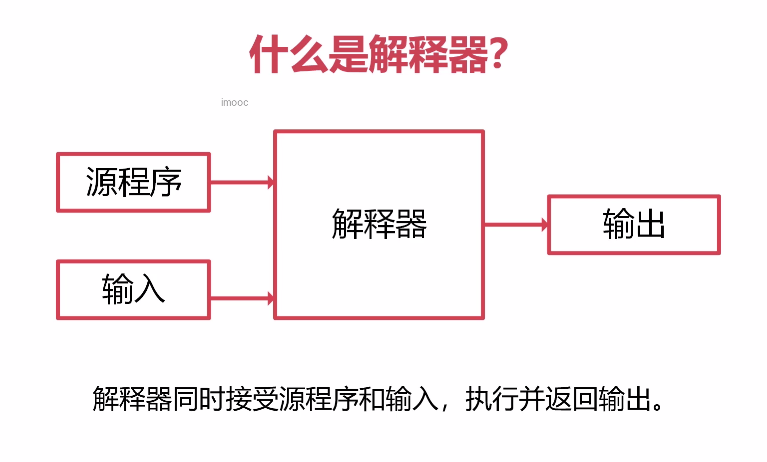 什么是解释器?
imooc
源程序
解释器
输出
输入
解释器同时接受源程序和输入，执行并返回输出。